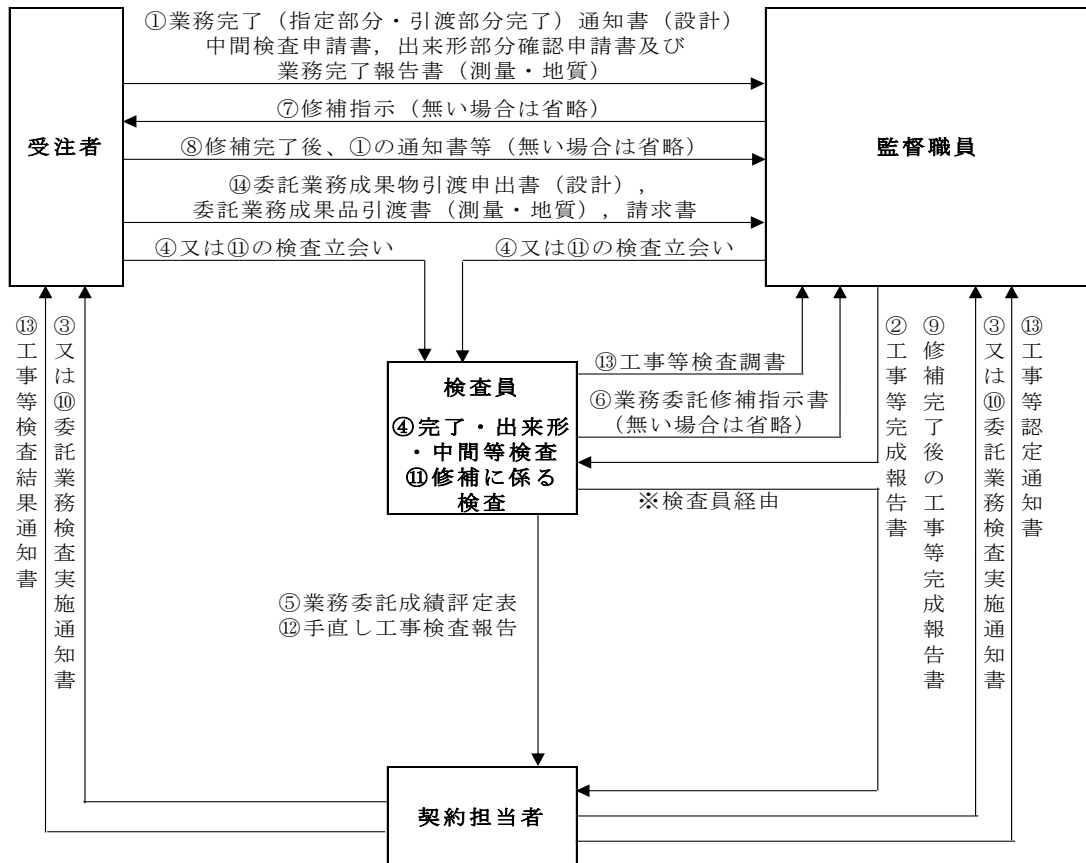 ①業務完了（指定部分・引渡部分完了）通知書（設計）
中間検査申請書，出来形部分確認申請書及び
業務完了報告書（測量・地質）
⑦修補指示（無い場合は省略）
受注者
監督職員
⑧修補完了後、①の通知書等（無い場合は省略）
⑭委託業務成果物引渡申出書（設計），
委託業務成果品引渡書（測量・地質），請求書
④又は⑪の検査立会い
④又は⑪の検査立会い
⑬工事等検査結果通知書
③又は⑩委託業務検査実施通知書
検査員
④完了・出来形
・中間等検査
⑪修補に係る
検査
⑬工事等検査調書
⑥業務委託修補指示書
（無い場合は省略）
※検査員経由
②工事等完成報告書
⑨修補完了後の工事等完成報告書
③又は⑩委託業務検査実施通知書
⑬工事等認定通知書
⑤業務委託成績評定表
⑫手直し工事検査報告
契約担当者